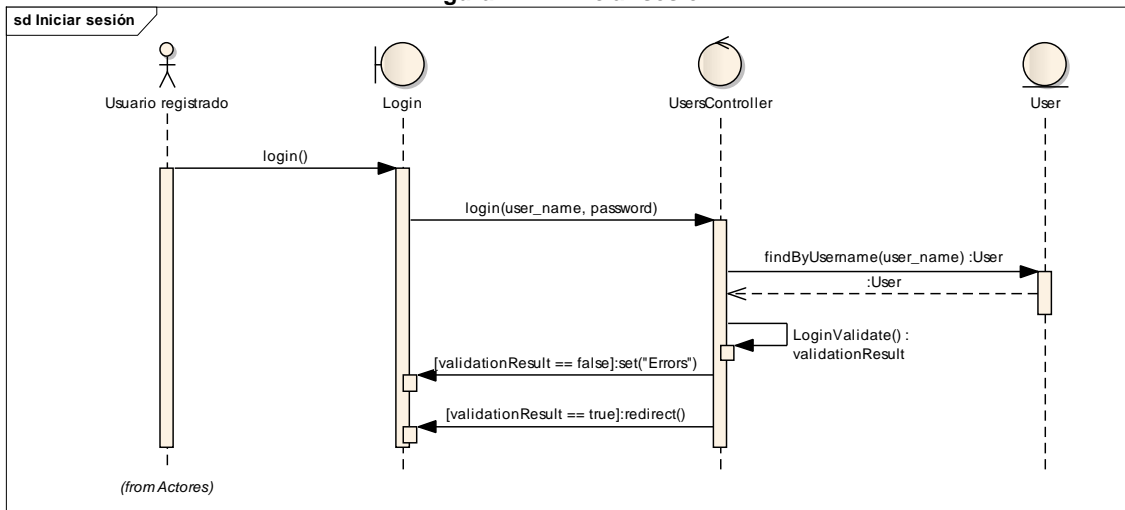 sd Iniciar sesión
Usuario registrado
Login
UsersController
User
login()
login(user_name, password)
findByUsername(user_name) :User
:User
LoginValidate() :
validationResult
[validationResult == false]:set("Errors")
[validationResult == true]:redirect()
(from Actores)